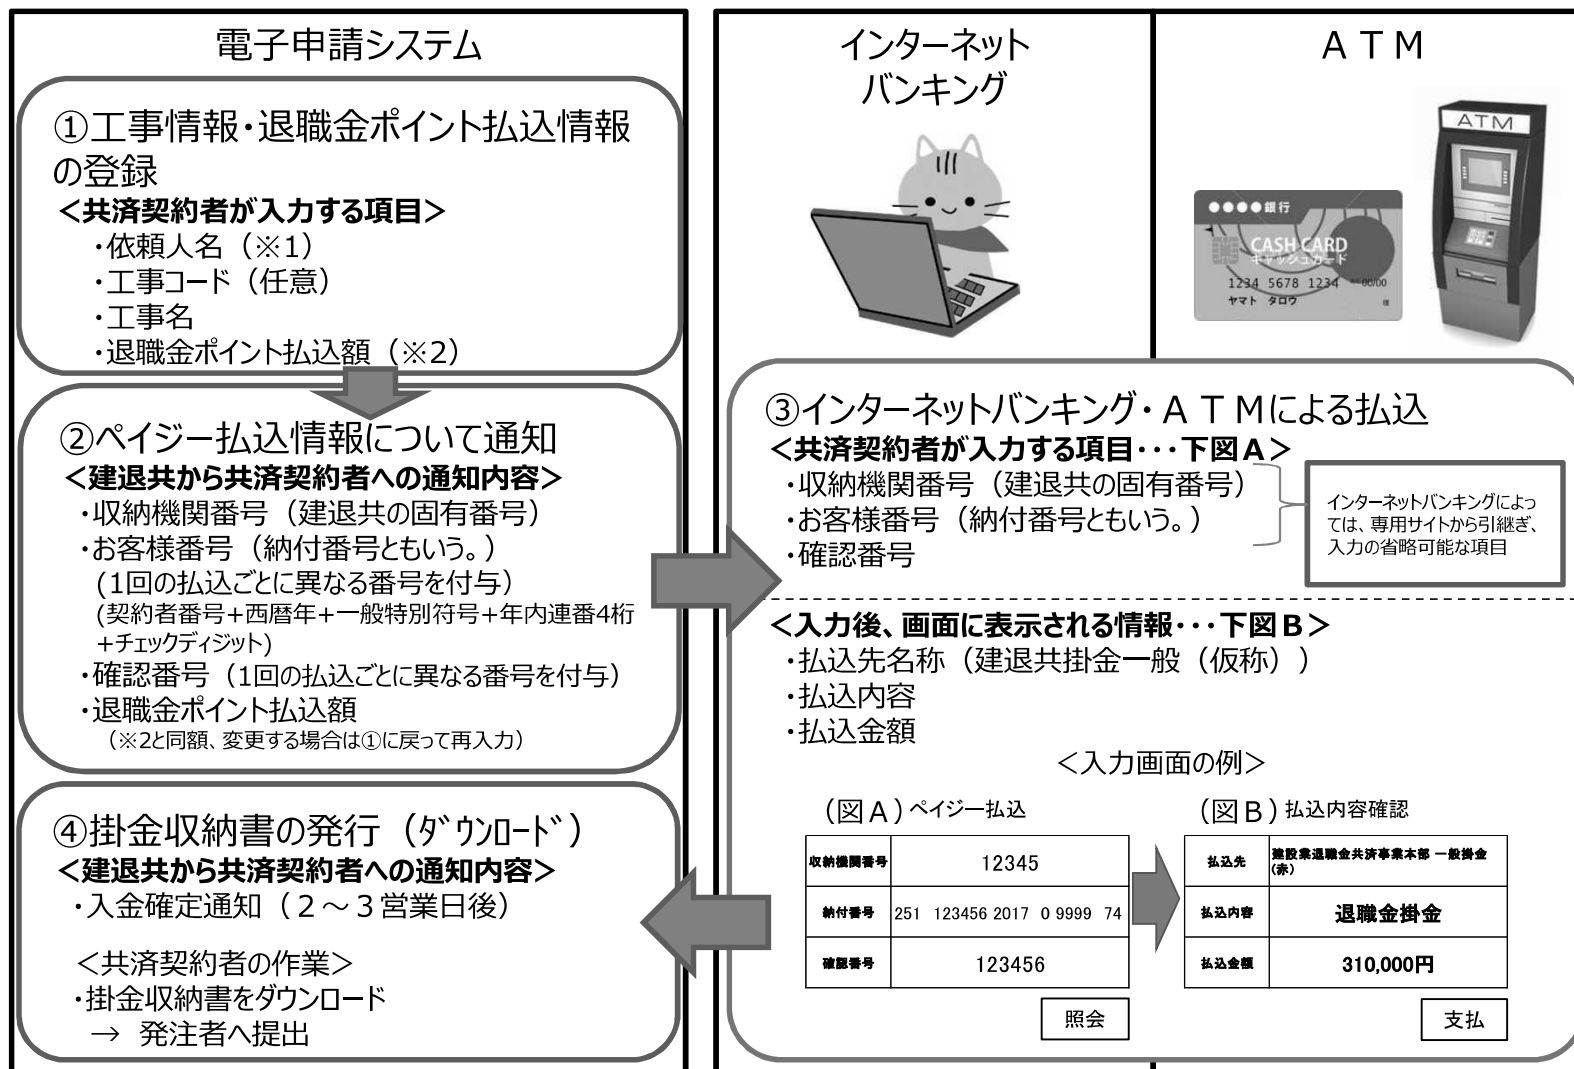 電子申請システム
①工事情報・退職金ポイント払込情報
の登録
＜共済契約者が入力する項目＞
・依頼人名（※1）
・工事コード（任意）
・工事名
・退職金ポイント払込額（※2）
②ペイジー払込情報について通知
＜建退共から共済契約者への通知内容＞
・収納機関番号（建退共の固有番号）
・お客様番号（納付番号ともいう。）
(1回の払込ごとに異なる番号を付与）
(契約者番号+西暦年+一般特別符号+年内連番4桁
+チェックディジット)
・確認番号（1回の払込ごとに異なる番号を付与）
・退職金ポイント払込額
（※2と同額、変更する場合は①に戻って再入力）
④掛金収納書の発行（ﾀﾞｳﾝﾛｰﾄﾞ）
＜建退共から共済契約者への通知内容＞
・入金確定通知（２～３営業日後）
＜共済契約者の作業＞
・掛金収納書をダウンロード
→ 発注者へ提出
インターネット
バンキング
ＡＴＭ
ATM
●●●●銀行
CASH CARD
キャッシュカード
1234 5678 1234
00/00
ヤマト タロウ
様
③インターネットバンキング・ＡＴＭによる払込
＜共済契約者が入力する項目・・・下図Ａ＞
・収納機関番号（建退共の固有番号）
・お客様番号（納付番号ともいう。）
・確認番号
インターネットバンキングによっ
ては、専用サイトから引継ぎ、
入力の省略可能な項目
＜入力後、画面に表示される情報・・・下図Ｂ＞
・払込先名称（建退共掛金一般（仮称））
・払込内容
・払込金額
＜入力画面の例＞
（図Ａ）ペイジー払込
収納機関番号 12345
納付番号 251 123456 2017 0 9999 74
確認番号 123456
照会
（図Ｂ）払込内容確認
払込先 建設業退職金共済事業本部 一般掛金
(赤)
払込内容 退職金掛金
払込金額 310,000円
支払